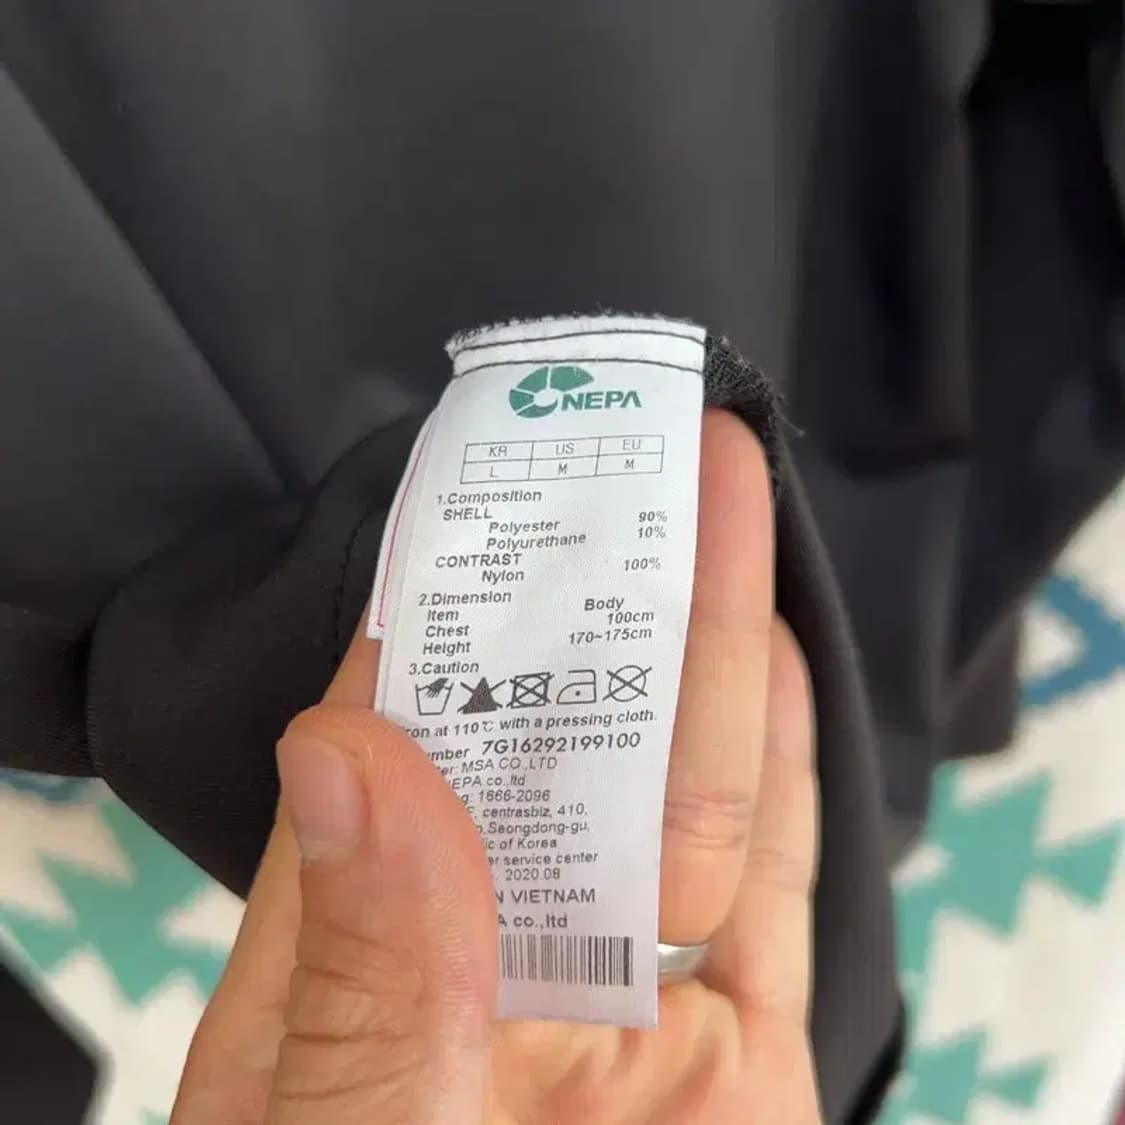 NEPA
KR US EU
L M M
1.Composition
SHELL
Polyester 90%
Polyurethane 10%
CONTRAST
Nylon 100%
2.Dimension
Item Body
Chest 100cm
Height 170~175cm
3.Caution
ron at 110℃ with a pressing cloth.
mber 7G16292199100
er: MSA CO.,LTD
EPA co.,ltd
g: 1666-2096
centrasbiz, 410,
Seongdong-gu,
ic of Korea
er service center
2020.08
N VIETNAM
A co.,ltd